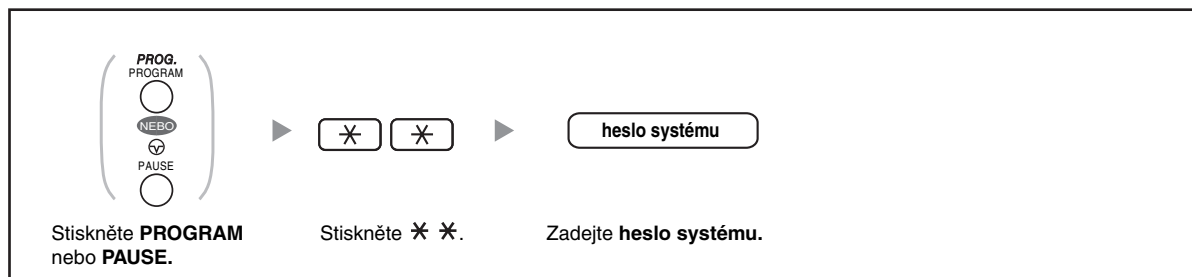 PROG.
PROGRAM
NEBO
PAUSE
heslo systému
Stiskněte PROGRAM
nebo PAUSE.
Stiskněte ✱ ✱.
Zadejte heslo systému.